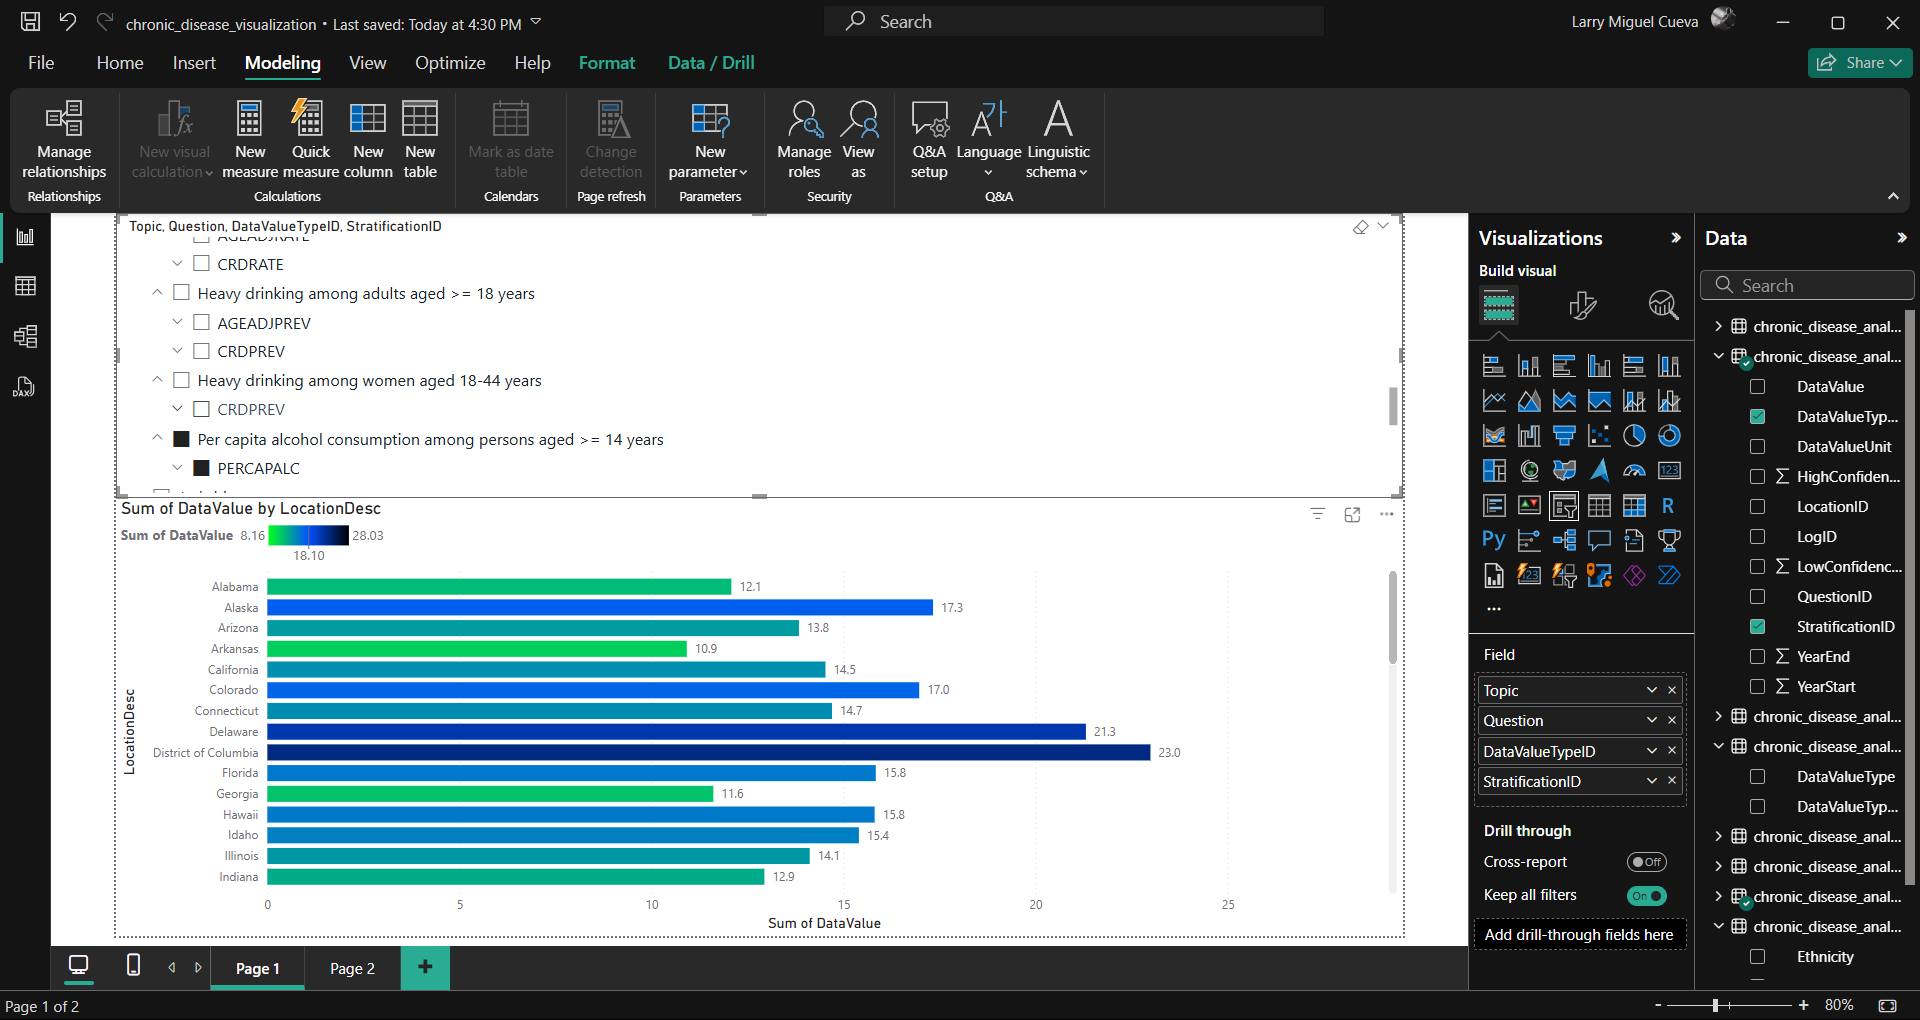 chronic_disease_visualization • Last saved: Today at 4:30 PM
Search
Larry Miguel Cueva
File
Home
Insert
Modeling
View
Optimize
Help
Format
Data / Drill
Share
Manage relationships
Relationships
New visual calculation
New measure
Quick measure
New column
New table
Calculations
Mark as date table
Calendars
Change detection
Page refresh
New parameter
Parameters
Manage roles
View as
Security
Q&A setup
Language
Linguistic schema
Q&A
Topic, Question, DataValueTypeID, StratificationID
AGEADJRATE
CRDRATE
Heavy drinking among adults aged >= 18 years
AGEADJPREV
CRDPREV
Heavy drinking among women aged 18-44 years
CRDPREV
Per capita alcohol consumption among persons aged >= 14 years
PERCAPALC
Sum of DataValue by LocationDesc
Sum of DataValue 8.16 28.03
18.10
LocationDesc
Alabama 12.1
Alaska 17.3
Arizona 13.8
Arkansas 10.9
California 14.5
Colorado 17.0
Connecticut 14.7
Delaware 21.3
District of Columbia 23.0
Florida 15.8
Georgia 11.6
Hawaii 15.8
Idaho 15.4
Illinois 14.1
Indiana 12.9
0 5 10 15 20 25
Sum of DataValue
Visualizations
Build visual
123
R
Py
123
...
Field
Topic
Question
DataValueTypeID
StratificationID
Drill through
Cross-report Off
Keep all filters On
Add drill-through fields here
Data
Search
chronic_disease_anal...
chronic_disease_anal...
DataValue
DataValueTyp...
DataValueUnit
HighConfiden...
LocationID
LogID
LowConfidenc...
QuestionID
StratificationID
YearEnd
YearStart
chronic_disease_anal...
chronic_disease_anal...
DataValueType
DataValueTyp...
chronic_disease_anal...
chronic_disease_anal...
chronic_disease_anal...
chronic_disease_anal...
Ethnicity
DAX
Page 1
Page 2
+
Page 1 of 2
- + 80%